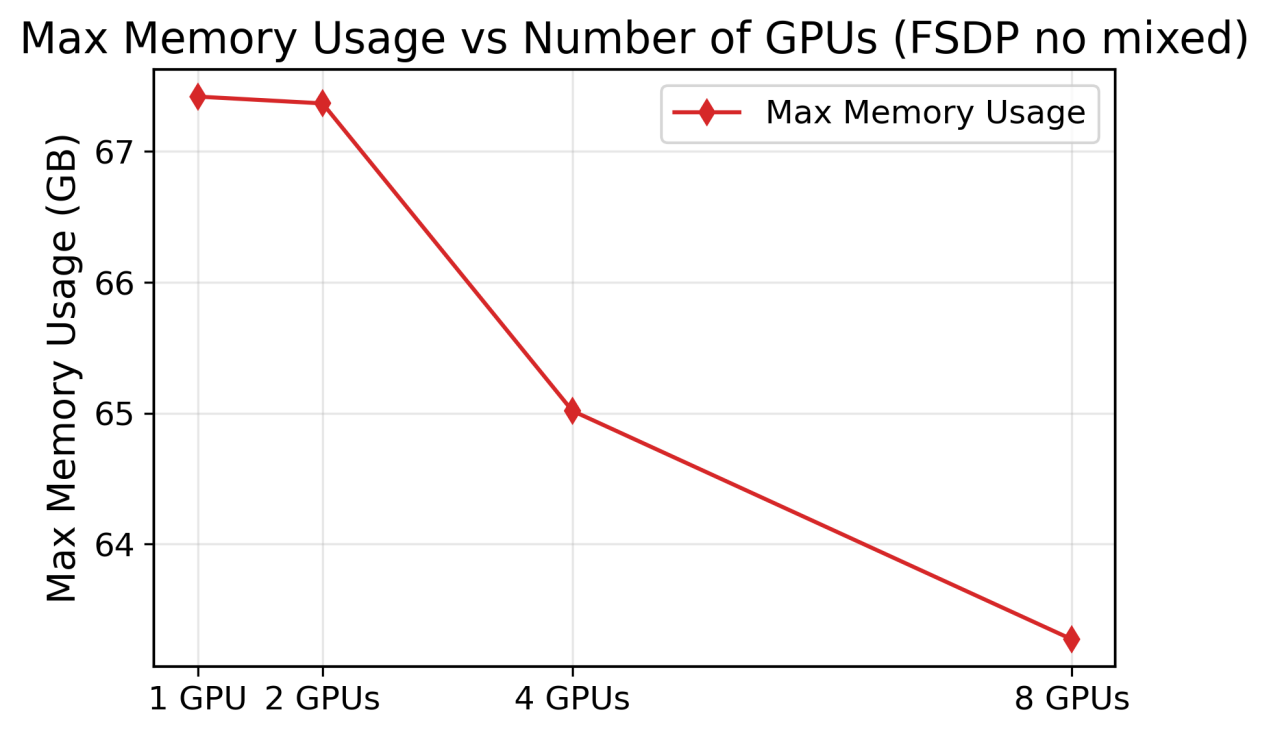 Max Memory Usage vs Number of GPUs (FSDP no mixed)
Max Memory Usage
Max Memory Usage (GB)
67
66
65
64
1 GPU 2 GPUs 4 GPUs 8 GPUs